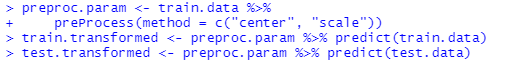 > preproc.param <- train.data %>%
+     preProcess(method = c("center", "scale"))
> train.transformed <- preproc.param %>% predict(train.data)
> test.transformed <- preproc.param %>% predict(test.data)